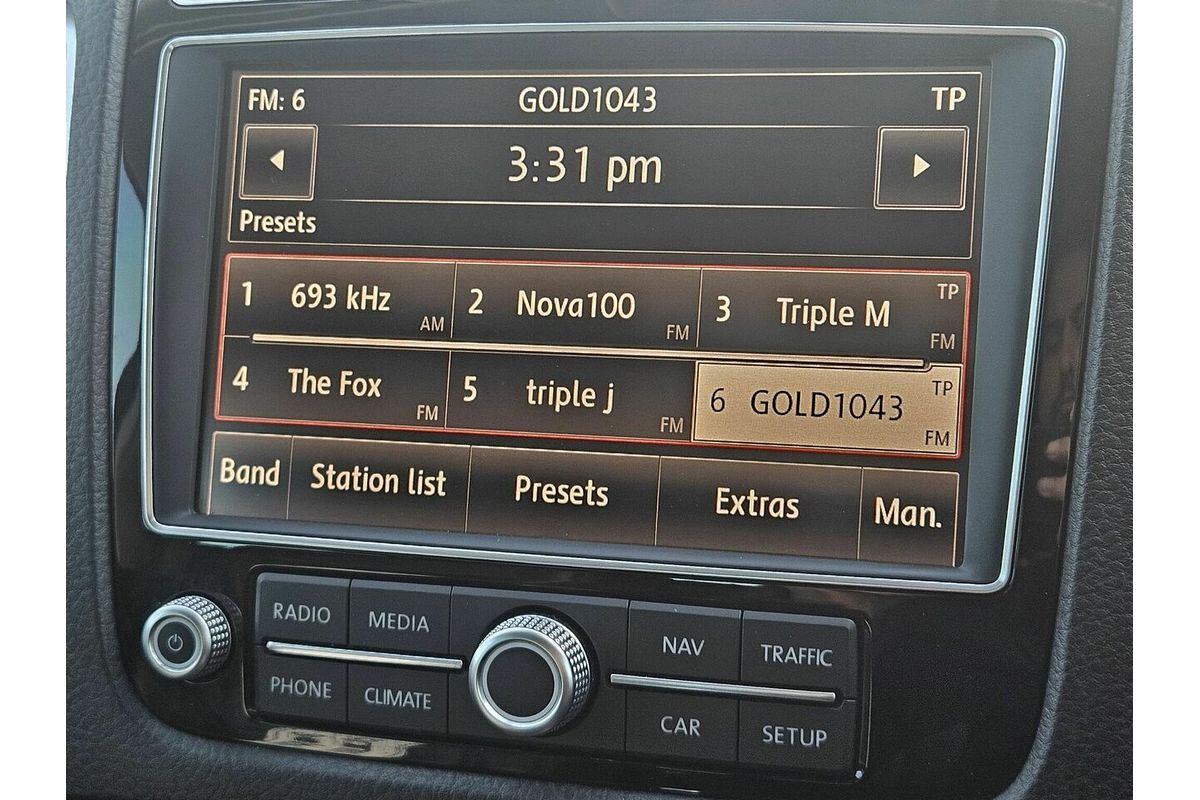 FM: 6 GOLD1043 TP
3:31 pm
Presets
1 693 kHz AM 2 Nova100 FM 3 Triple M TP FM
4 The Fox FM 5 triple j FM 6 GOLD1043 TP FM
Band Station list Presets Extras Man.
RADIO MEDIA NAV TRAFFIC
PHONE CLIMATE CAR SETUP